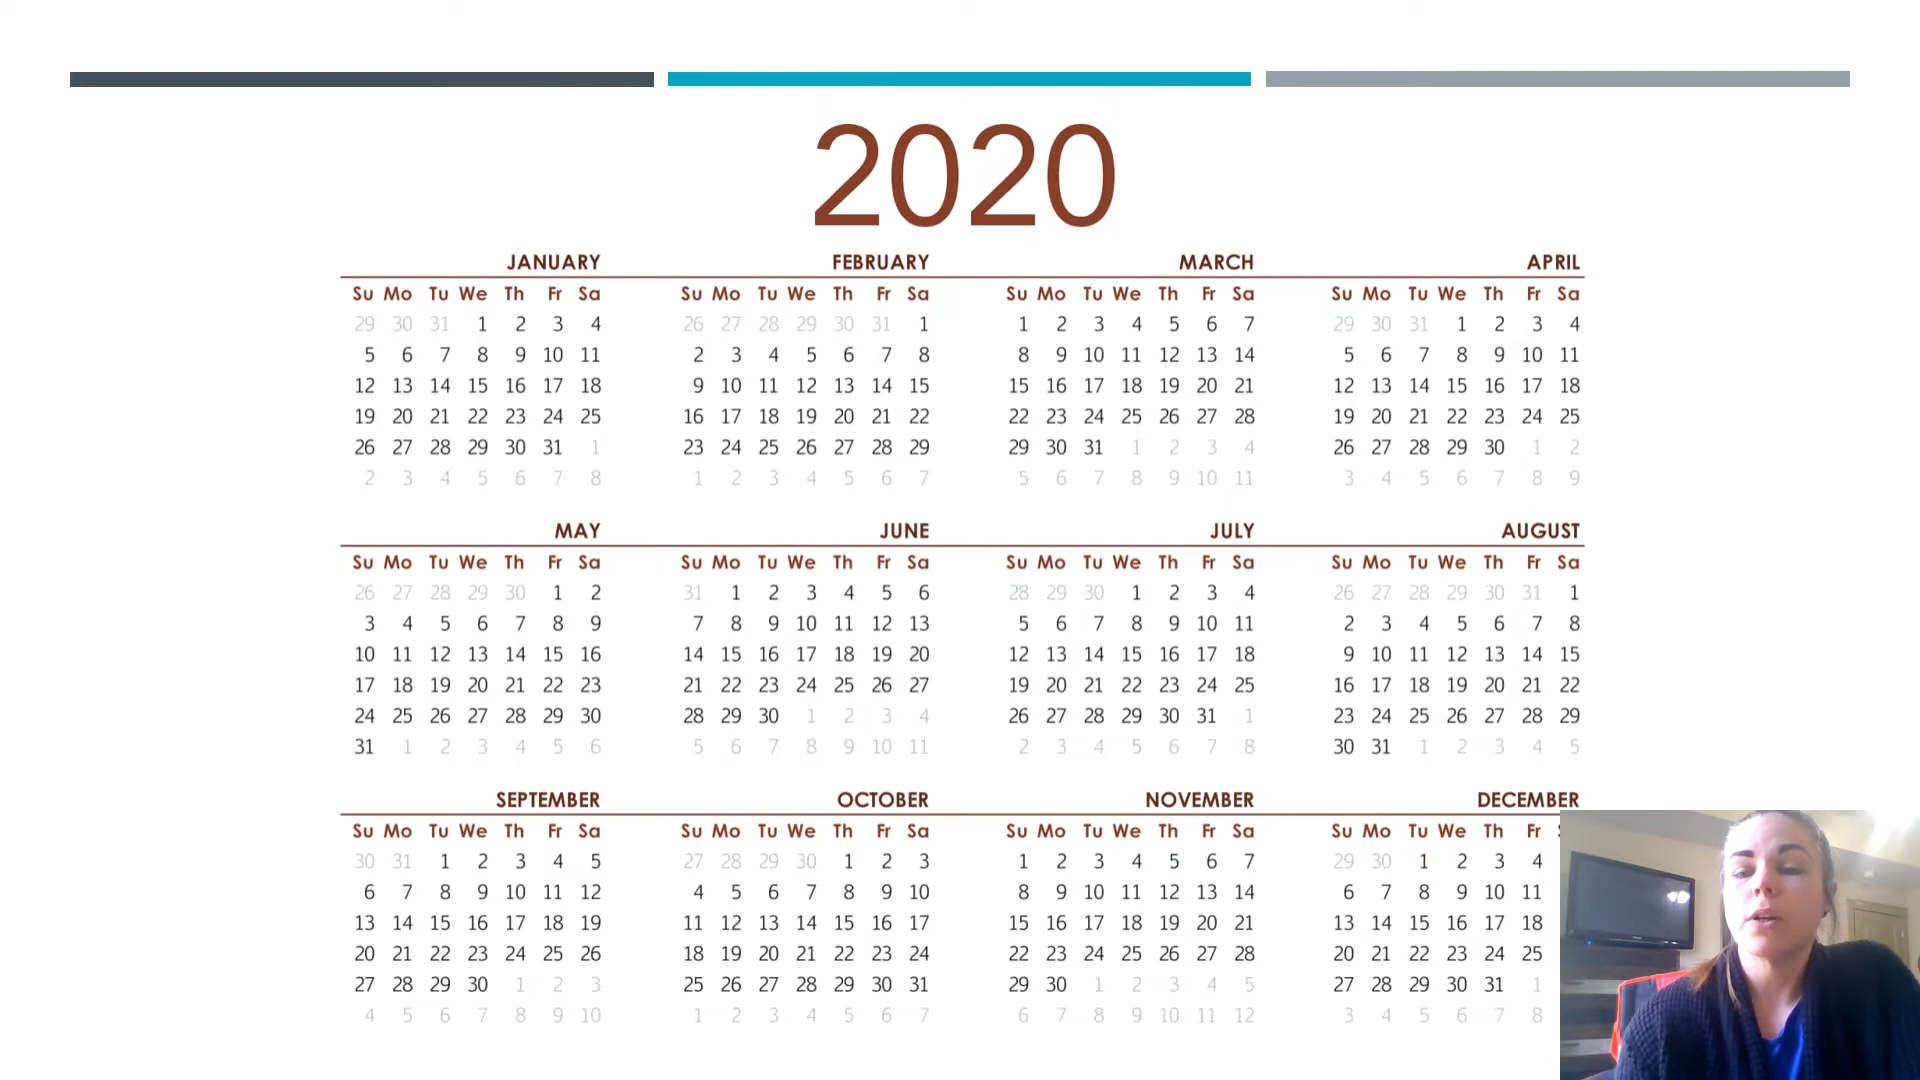 2020
JANUARY FEBRUARY MARCH APRIL
Su Mo Tu We Th Fr Sa Su Mo Tu We Th Fr Sa Su Mo Tu We Th Fr Sa Su Mo Tu We Th Fr Sa
29 30 31 1 2 3 4 26 27 28 29 30 31 1 1 2 3 4 5 6 7 29 30 31 1 2 3 4
5 6 7 8 9 10 11 2 3 4 5 6 7 8 8 9 10 11 12 13 14 5 6 7 8 9 10 11
12 13 14 15 16 17 18 9 10 11 12 13 14 15 15 16 17 18 19 20 21 12 13 14 15 16 17 18
19 20 21 22 23 24 25 16 17 18 19 20 21 22 22 23 24 25 26 27 28 19 20 21 22 23 24 25
26 27 28 29 30 31 1 23 24 25 26 27 28 29 29 30 31 1 2 3 4 26 27 28 29 30 1 2
2 3 4 5 6 7 8 1 2 3 4 5 6 7 5 6 7 8 9 10 11 3 4 5 6 7 8 9
MAY JUNE JULY AUGUST
Su Mo Tu We Th Fr Sa Su Mo Tu We Th Fr Sa Su Mo Tu We Th Fr Sa Su Mo Tu We Th Fr Sa
26 27 28 29 30 1 2 31 1 2 3 4 5 6 28 29 30 1 2 3 4 26 27 28 29 30 31 1
3 4 5 6 7 8 9 7 8 9 10 11 12 13 5 6 7 8 9 10 11 2 3 4 5 6 7 8
10 11 12 13 14 15 16 14 15 16 17 18 19 20 12 13 14 15 16 17 18 9 10 11 12 13 14 15
17 18 19 20 21 22 23 21 22 23 24 25 26 27 19 20 21 22 23 24 25 16 17 18 19 20 21 22
24 25 26 27 28 29 30 28 29 30 1 2 3 4 26 27 28 29 30 31 1 23 24 25 26 27 28 29
31 1 2 3 4 5 6 5 6 7 8 9 10 11 2 3 4 5 6 7 8 30 31 1 2 3 4 5
SEPTEMBER OCTOBER NOVEMBER DECEMBER
Su Mo Tu We Th Fr Sa Su Mo Tu We Th Fr Sa Su Mo Tu We Th Fr Sa Su Mo Tu We Th Fr
30 31 1 2 3 4 5 27 28 29 30 1 2 3 1 2 3 4 5 6 7 29 30 1 2 3 4
6 7 8 9 10 11 12 4 5 6 7 8 9 10 8 9 10 11 12 13 14 6 7 8 9 10 11
13 14 15 16 17 18 19 11 12 13 14 15 16 17 15 16 17 18 19 20 21 13 14 15 16 17 18
20 21 22 23 24 25 26 18 19 20 21 22 23 24 22 23 24 25 26 27 28 20 21 22 23 24 25
27 28 29 30 1 2 3 25 26 27 28 29 30 31 29 30 1 2 3 4 5 27 28 29 30 31 1
4 5 6 7 8 9 10 1 2 3 4 5 6 7 6 7 8 9 10 11 12 3 4 5 6 7 8